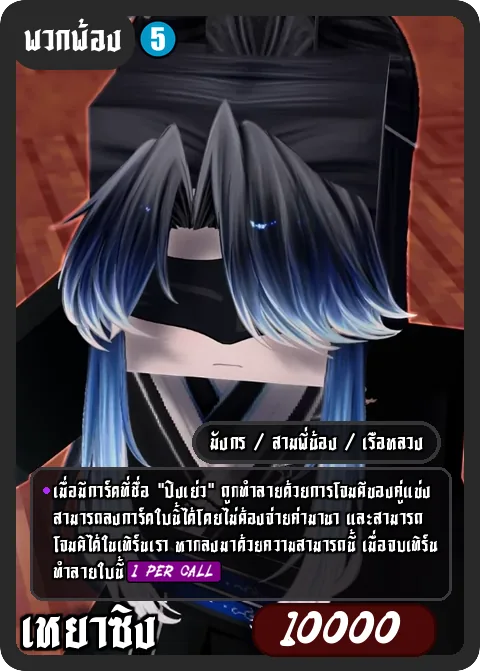 พวกพ้อง 5
มังกร / สามพี่น้อง / เรือหลวง
เมื่อมีการ์ดที่ชื่อ "ปิงเย่ว" ถูกทำลายด้วยการโจมตีของคู่แข่ง
สามารถลงการ์ดใบนี้ได้โดยไม่ต้องจ่ายค่ามานา และสามารถ
โจมตีได้ในเทิร์นเรา หากลงมาด้วยความสามารถนี้ เมื่อจบเทิร์น
ทำลายใบนี้ 1 PER CALL
เหยาซิง 10000